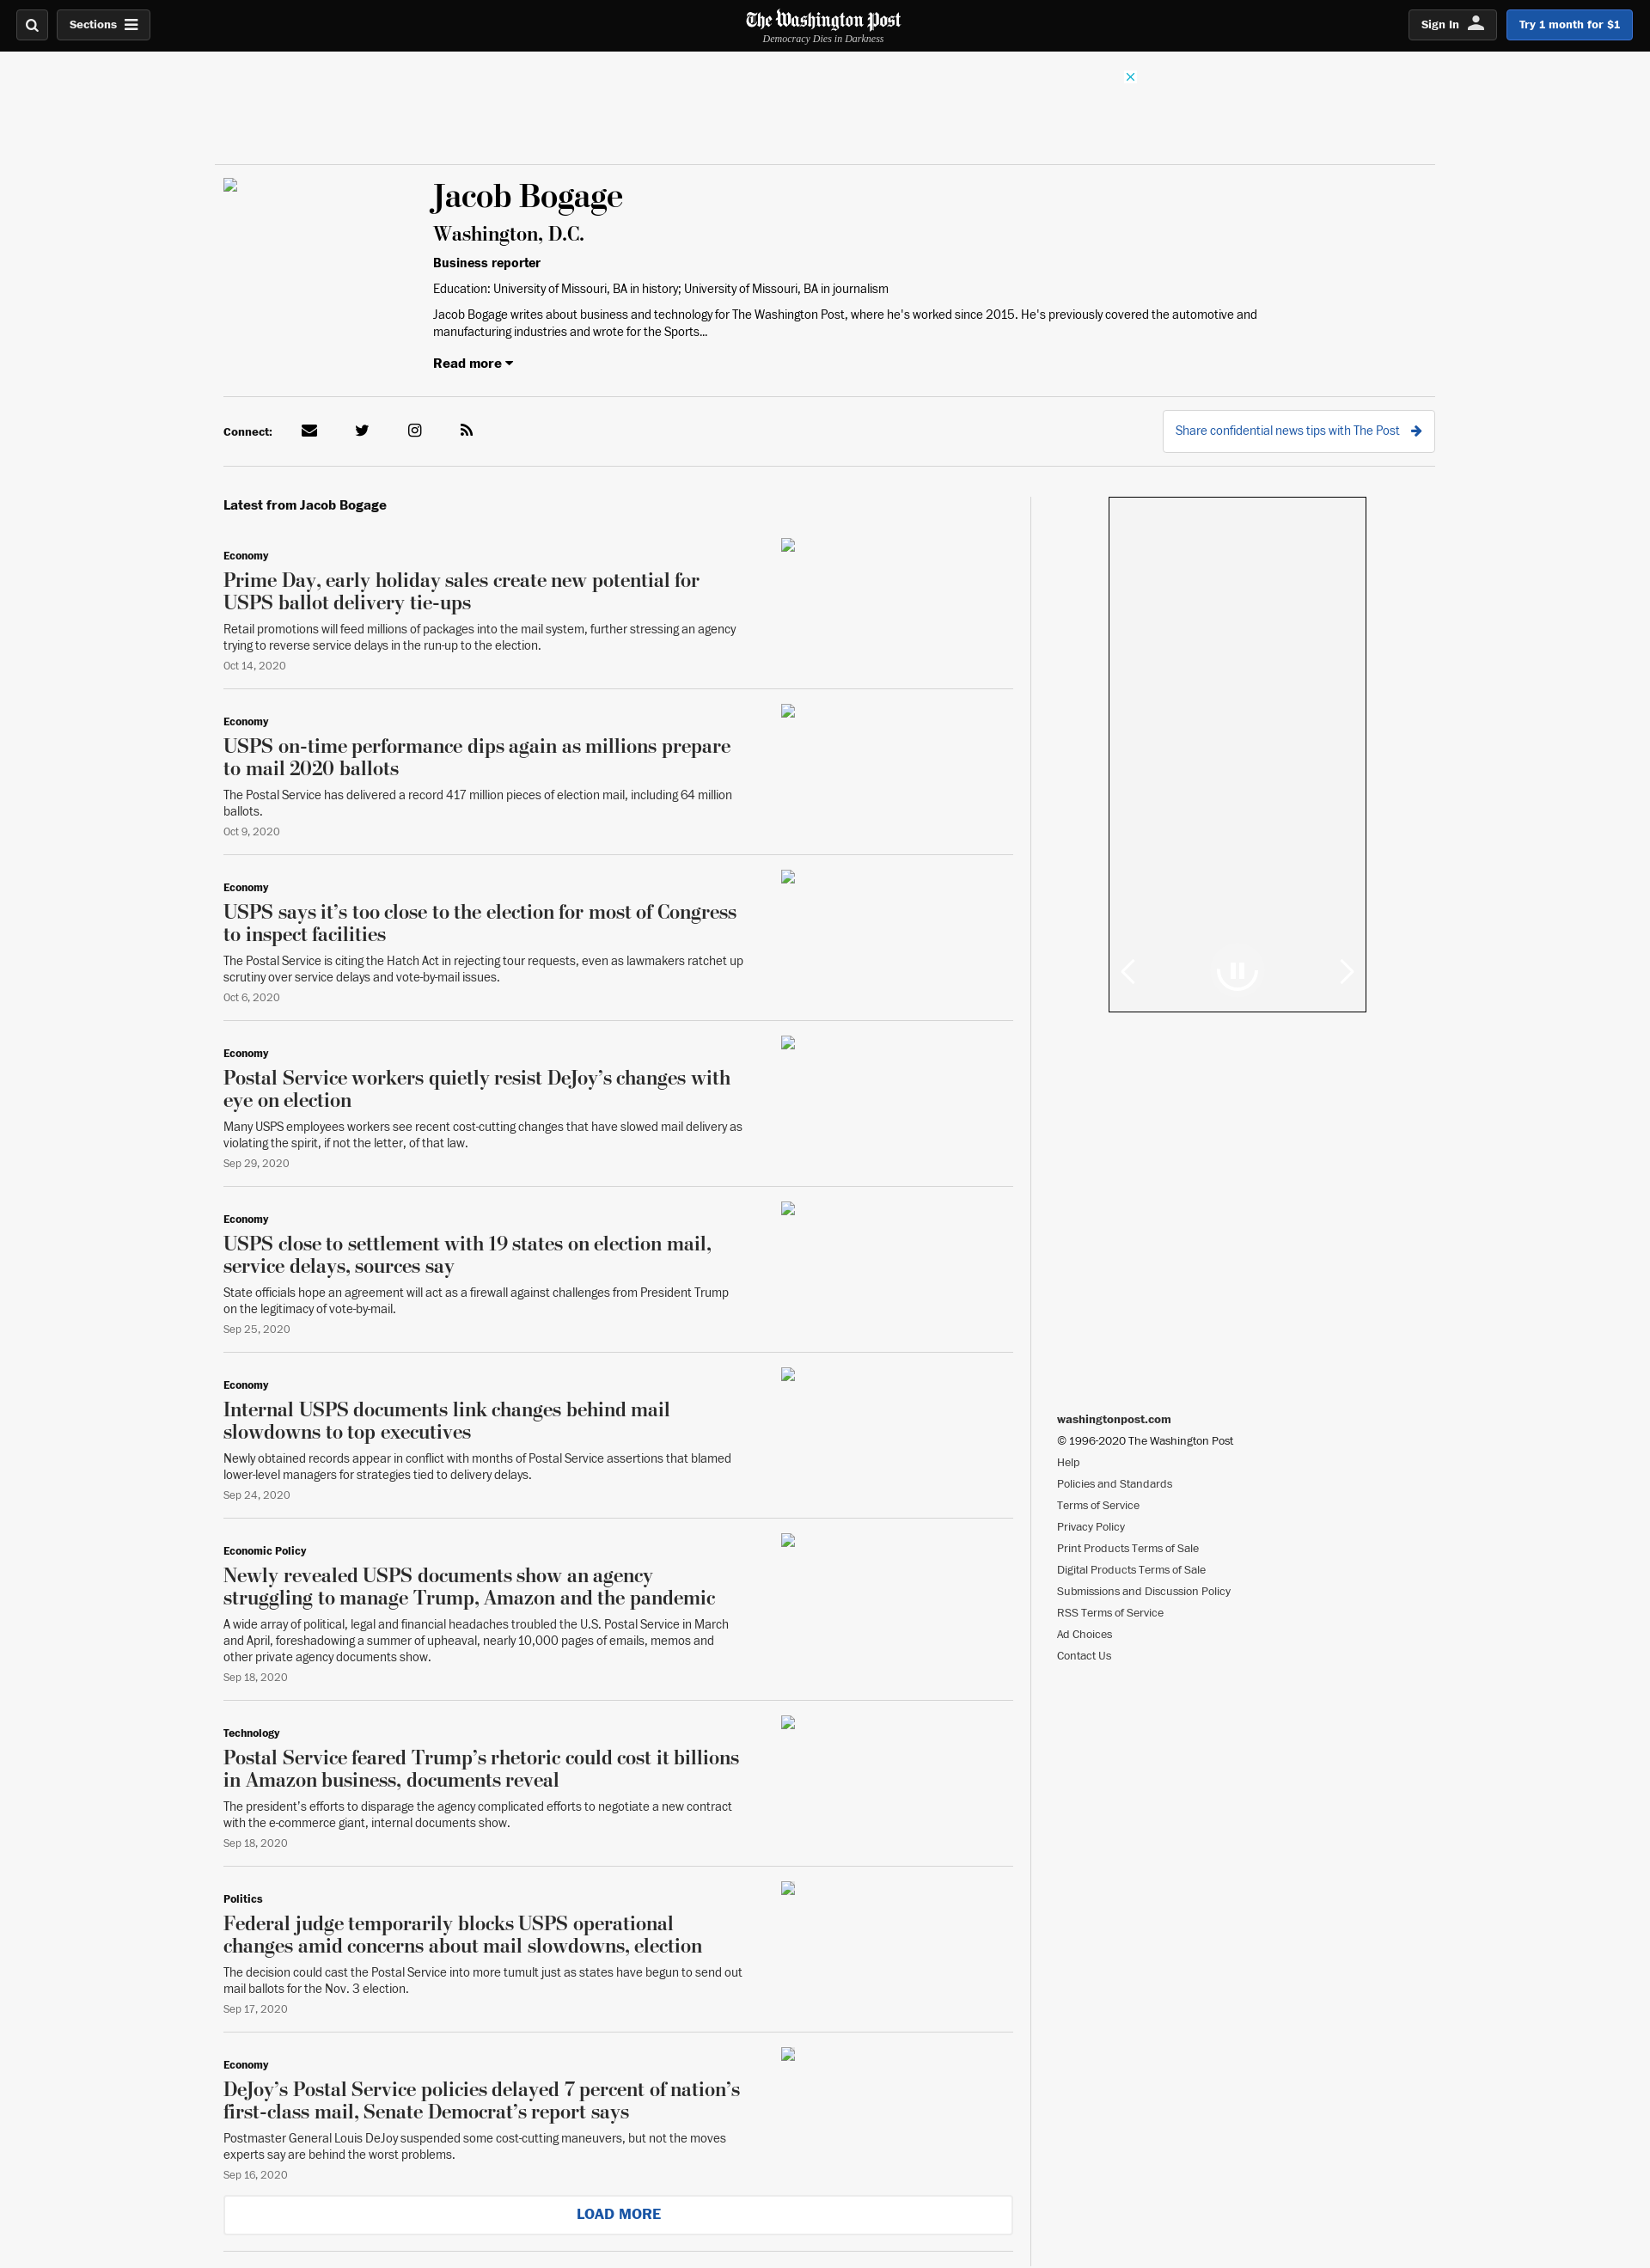 Sections
The Washington Post
Democracy Dies in Darkness
Sign In
Try 1 month for $1
Jacob Bogage
Washington, D.C.
Business reporter
Education: University of Missouri, BA in history; University of Missouri, BA in journalism
Jacob Bogage writes about business and technology for The Washington Post, where he's worked since 2015. He's previously covered the automotive and
manufacturing industries and wrote for the Sports...
Read more
Connect:
Share confidential news tips with The Post
Latest from Jacob Bogage
Economy
Prime Day, early holiday sales create new potential for
USPS ballot delivery tie-ups
Retail promotions will feed millions of packages into the mail system, further stressing an agency
trying to reverse service delays in the run-up to the election.
Oct 14, 2020
Economy
USPS on-time performance dips again as millions prepare
to mail 2020 ballots
The Postal Service has delivered a record 417 million pieces of election mail, including 64 million
ballots.
Oct 9, 2020
Economy
USPS says it’s too close to the election for most of Congress
to inspect facilities
The Postal Service is citing the Hatch Act in rejecting tour requests, even as lawmakers ratchet up
scrutiny over service delays and vote-by-mail issues.
Oct 6, 2020
Economy
Postal Service workers quietly resist DeJoy’s changes with
eye on election
Many USPS employees workers see recent cost-cutting changes that have slowed mail delivery as
violating the spirit, if not the letter, of that law.
Sep 29, 2020
Economy
USPS close to settlement with 19 states on election mail,
service delays, sources say
State officials hope an agreement will act as a firewall against challenges from President Trump
on the legitimacy of vote-by-mail.
Sep 25, 2020
Economy
Internal USPS documents link changes behind mail
slowdowns to top executives
Newly obtained records appear in conflict with months of Postal Service assertions that blamed
lower-level managers for strategies tied to delivery delays.
Sep 24, 2020
Economic Policy
Newly revealed USPS documents show an agency
struggling to manage Trump, Amazon and the pandemic
A wide array of political, legal and financial headaches troubled the U.S. Postal Service in March
and April, foreshadowing a summer of upheaval, nearly 10,000 pages of emails, memos and
other private agency documents show.
Sep 18, 2020
Technology
Postal Service feared Trump’s rhetoric could cost it billions
in Amazon business, documents reveal
The president’s efforts to disparage the agency complicated efforts to negotiate a new contract
with the e-commerce giant, internal documents show.
Sep 18, 2020
Politics
Federal judge temporarily blocks USPS operational
changes amid concerns about mail slowdowns, election
The decision could cast the Postal Service into more tumult just as states have begun to send out
mail ballots for the Nov. 3 election.
Sep 17, 2020
Economy
DeJoy’s Postal Service policies delayed 7 percent of nation’s
first-class mail, Senate Democrat’s report says
Postmaster General Louis DeJoy suspended some cost-cutting maneuvers, but not the moves
experts say are behind the worst problems.
Sep 16, 2020
LOAD MORE
washingtonpost.com
© 1996-2020 The Washington Post
Help
Policies and Standards
Terms of Service
Privacy Policy
Print Products Terms of Sale
Digital Products Terms of Sale
Submissions and Discussion Policy
RSS Terms of Service
Ad Choices
Contact Us